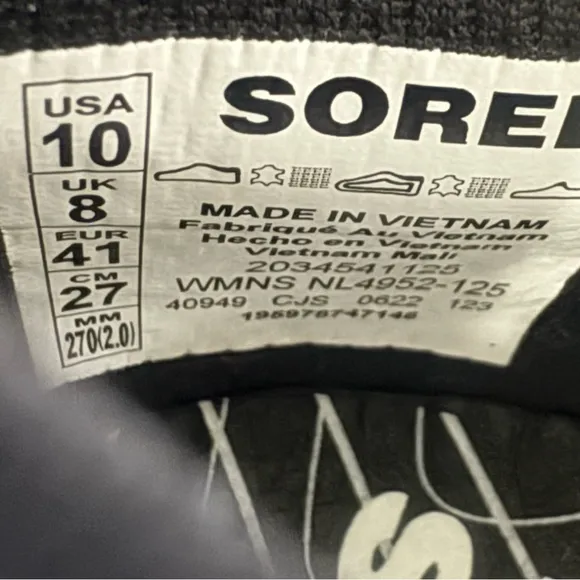 USA
10
UK
8
EUR
41
CM
27
MM
270(2.0)
SOREL
MADE IN VIETNAM
Fabriqué Au Vietnam
Hecho en Vietnam
Vietnam Mali
2034541125
WMNS NL4952-125
40949 CJS 0622 123
195978747146
S